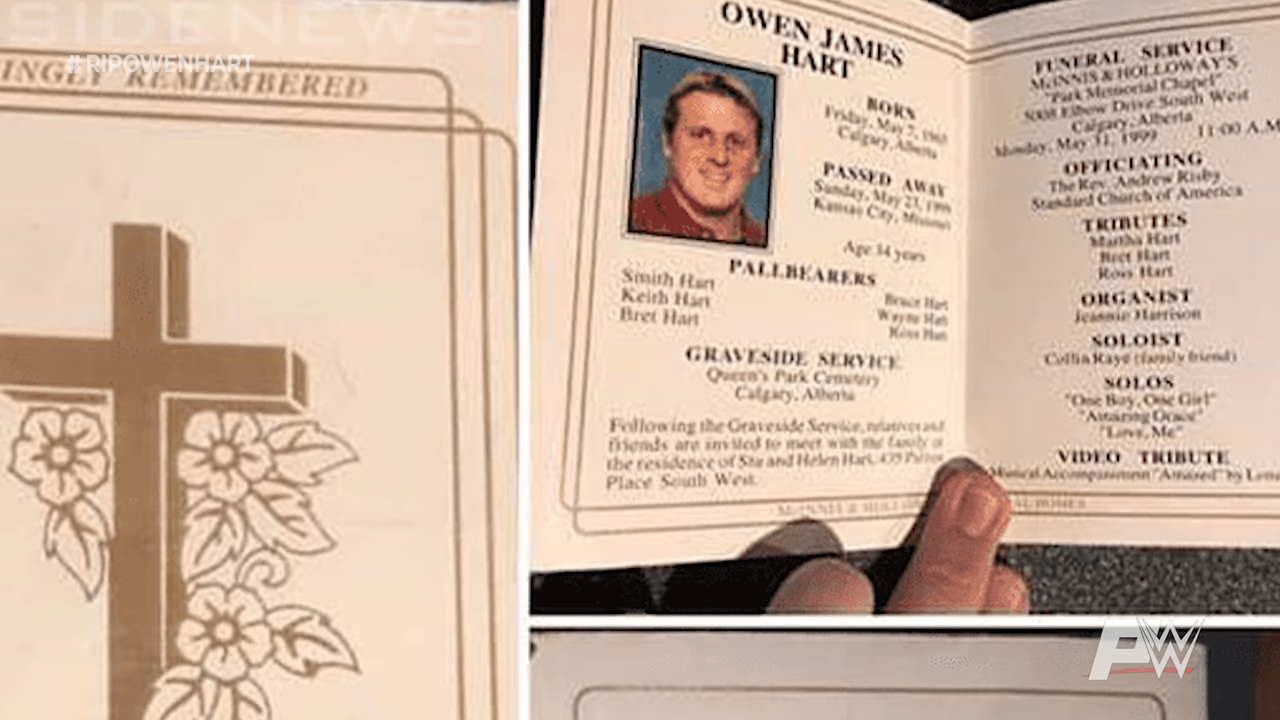 SIDENEWS
#RIPOWENHART
INGLY REMEMBERED
OWEN JAMES
HART
BORN
Friday, May 7, 1965
Calgary, Alberta
PASSED AWAY
Sunday, May 23, 1999
Kansas City, Missouri
Age 34 years
PALLBEARERS
Smith Hart
Keith Hart
Bret Hart
Bruce Hart
Wayne Hart
Ross Hart
GRAVESIDE SERVICE
Queen's Park Cemetery
Calgary, Alberta
Following the Graveside Service, relatives and
friends are invited to meet with the family at
the residence of Stu and Helen Hart, 435
Place South West.
FUNERAL SERVICE
McINNIS & HOLLOWAY'S
"Park Memorial Chapel"
5008 Elbow Drive South West
Calgary, Alberta
Monday, May 31, 1999 11:00 A.M
OFFICIATING
The Rev. Andrew Risby
Standard Church of America
TRIBUTES
Martha Hart
Bret Hart
Ross Hart
ORGANIST
Jeannie Harrison
SOLOIST
Collin Raye (family friend)
SOLOS
"One Boy, One Girl"
"Amazing Grace"
"Love, Me"
VIDEO TRIBUTE
Musical Accompaniment "Amazed" by Lone
PW